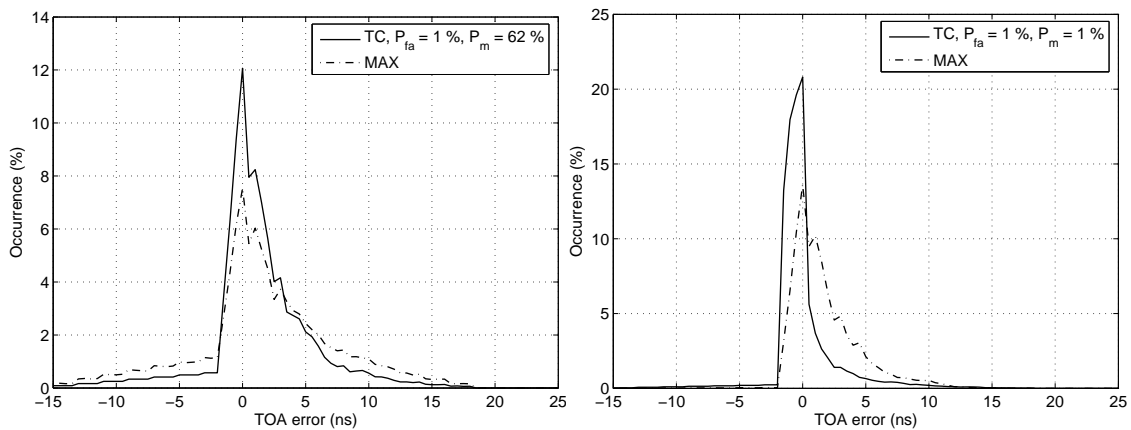 14
12
10
8
6
4
2
0
Occurrence (%)
TC, P_fa = 1 %, P_m = 62 %
MAX
−15 −10 −5 0 5 10 15 20 25
TOA error (ns)
25
20
15
10
5
0
Occurrence (%)
TC, P_fa = 1 %, P_m = 1 %
MAX
−15 −10 −5 0 5 10 15 20 25
TOA error (ns)